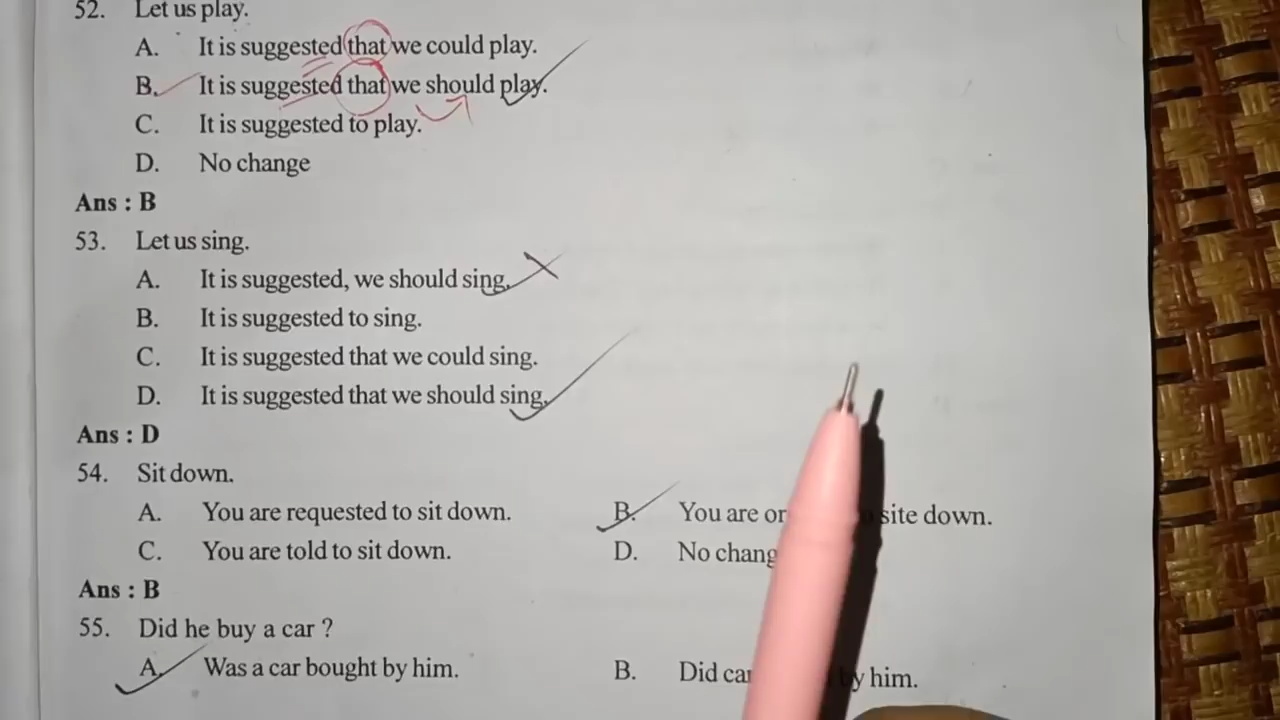 52. Let us play.
A. It is suggested that we could play.
B. It is suggested that we should play.
C. It is suggested to play.
D. No change
Ans : B
53. Let us sing.
A. It is suggested, we should sing.
B. It is suggested to sing.
C. It is suggested that we could sing.
D. It is suggested that we should sing.
Ans : D
54. Sit down.
A. You are requested to sit down. B. You are site down.
C. You are told to sit down. D. No
Ans : B
55. Did he buy a car ?
A. Was a car bought by him. B. Did by him.